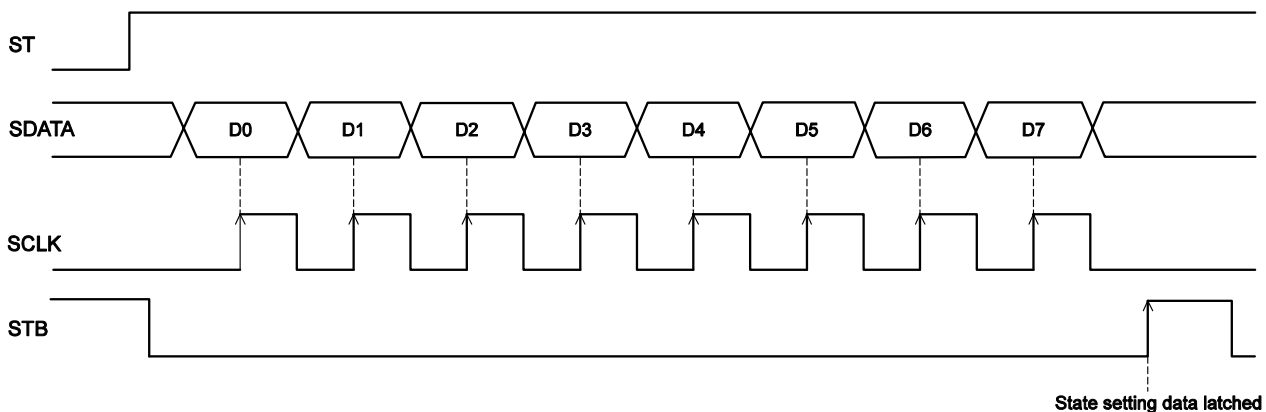 ST
SDATA
D0 D1 D2 D3 D4 D5 D6 D7
SCLK
STB
State setting data latched